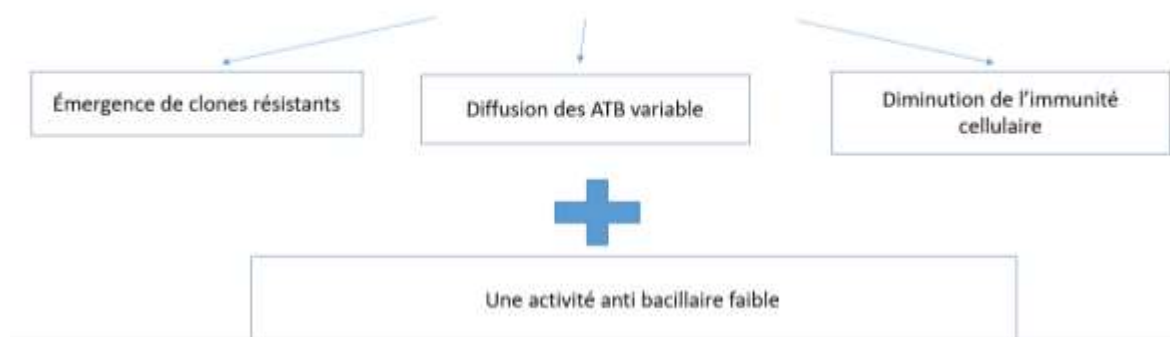 Émergence de clones résistants
Diffusion des ATB variable
Diminution de l’immunité
cellulaire
Une activité anti bacillaire faible